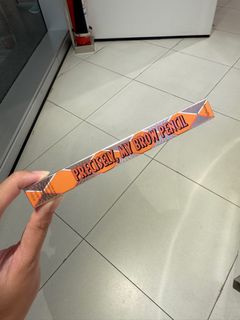 PRECISELY, MY BROW PENCIL